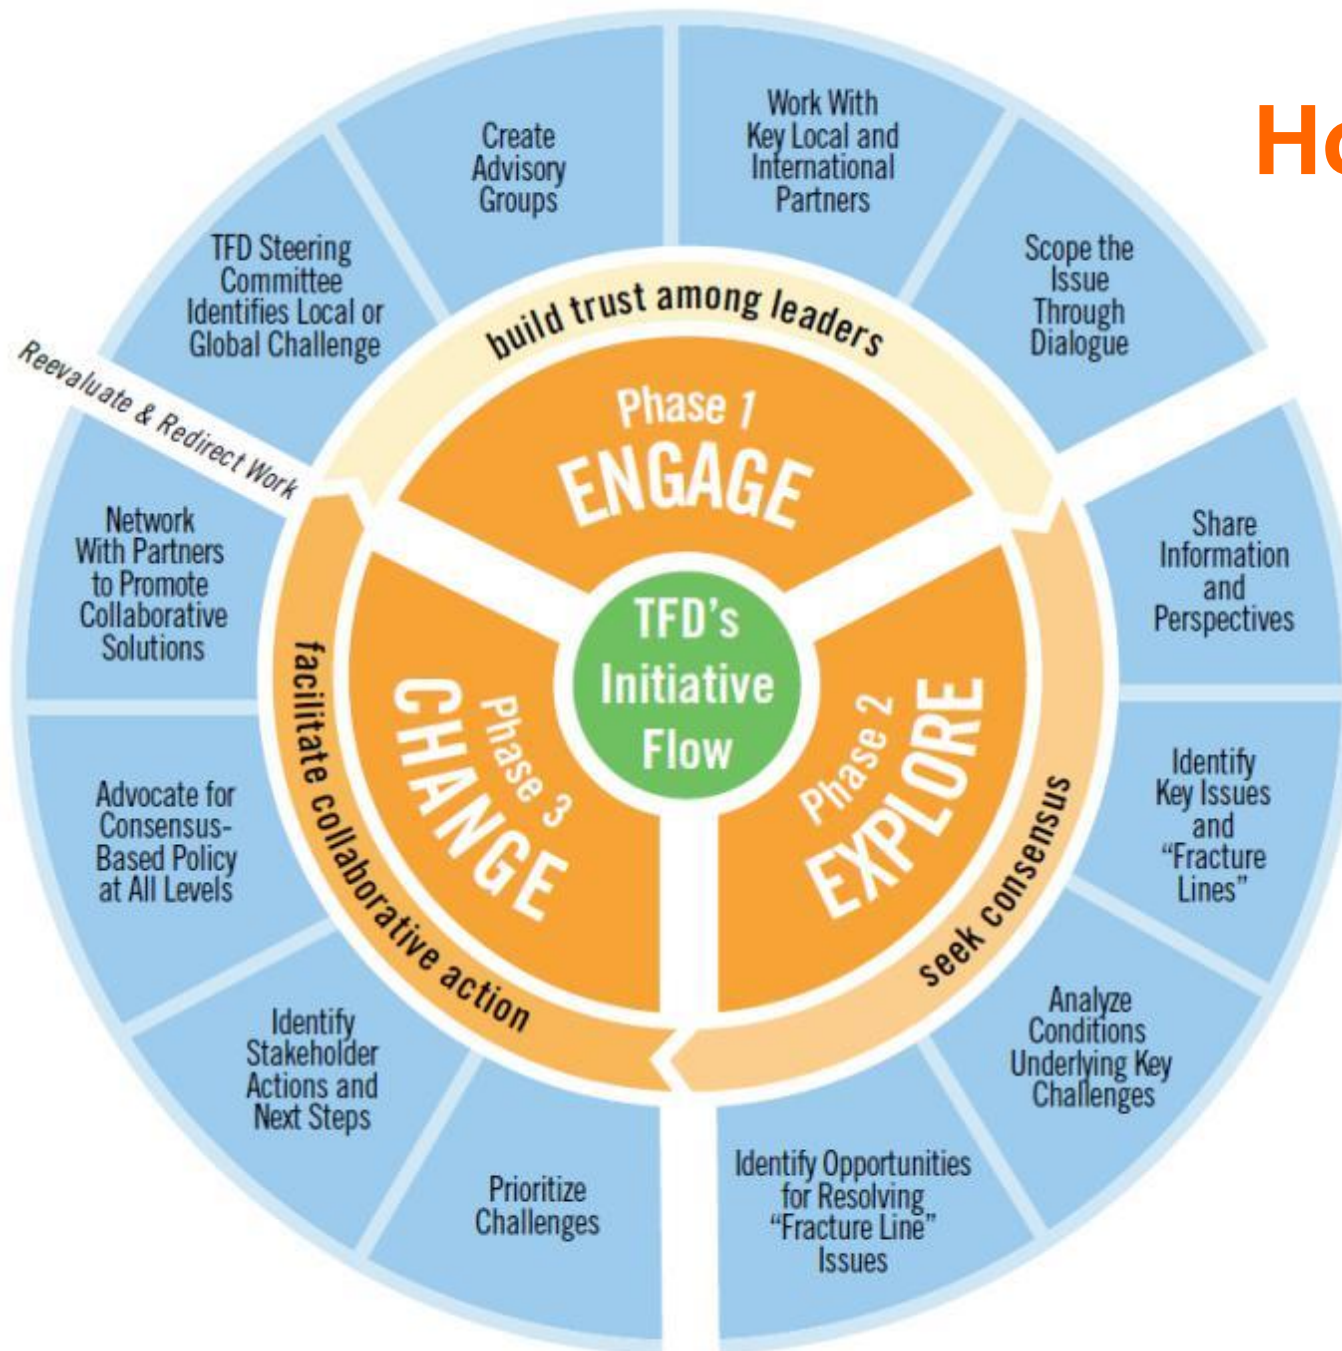 Ho
TFD's
Initiative
Flow
Phase 1
ENGAGE
build trust among leaders
TFD Steering
Committee
Identifies Local or
Global Challenge
Create
Advisory
Groups
Work With
Key Local and
International
Partners
Scope the
Issue
Through
Dialogue
Phase 2
EXPLORE
seek consensus
Share
Information
and
Perspectives
Identify
Key Issues
and
“Fracture
Lines”
Analyze
Conditions
Underlying Key
Challenges
Identify Opportunities
for Resolving
“Fracture Line”
Issues
Phase 3
CHANGE
facilitate collaborative action
Prioritize
Challenges
Identify
Stakeholder
Actions and
Next Steps
Advocate for
Consensus-
Based Policy
at All Levels
Network
With Partners
to Promote
Collaborative
Solutions
Reevaluate & Redirect Work